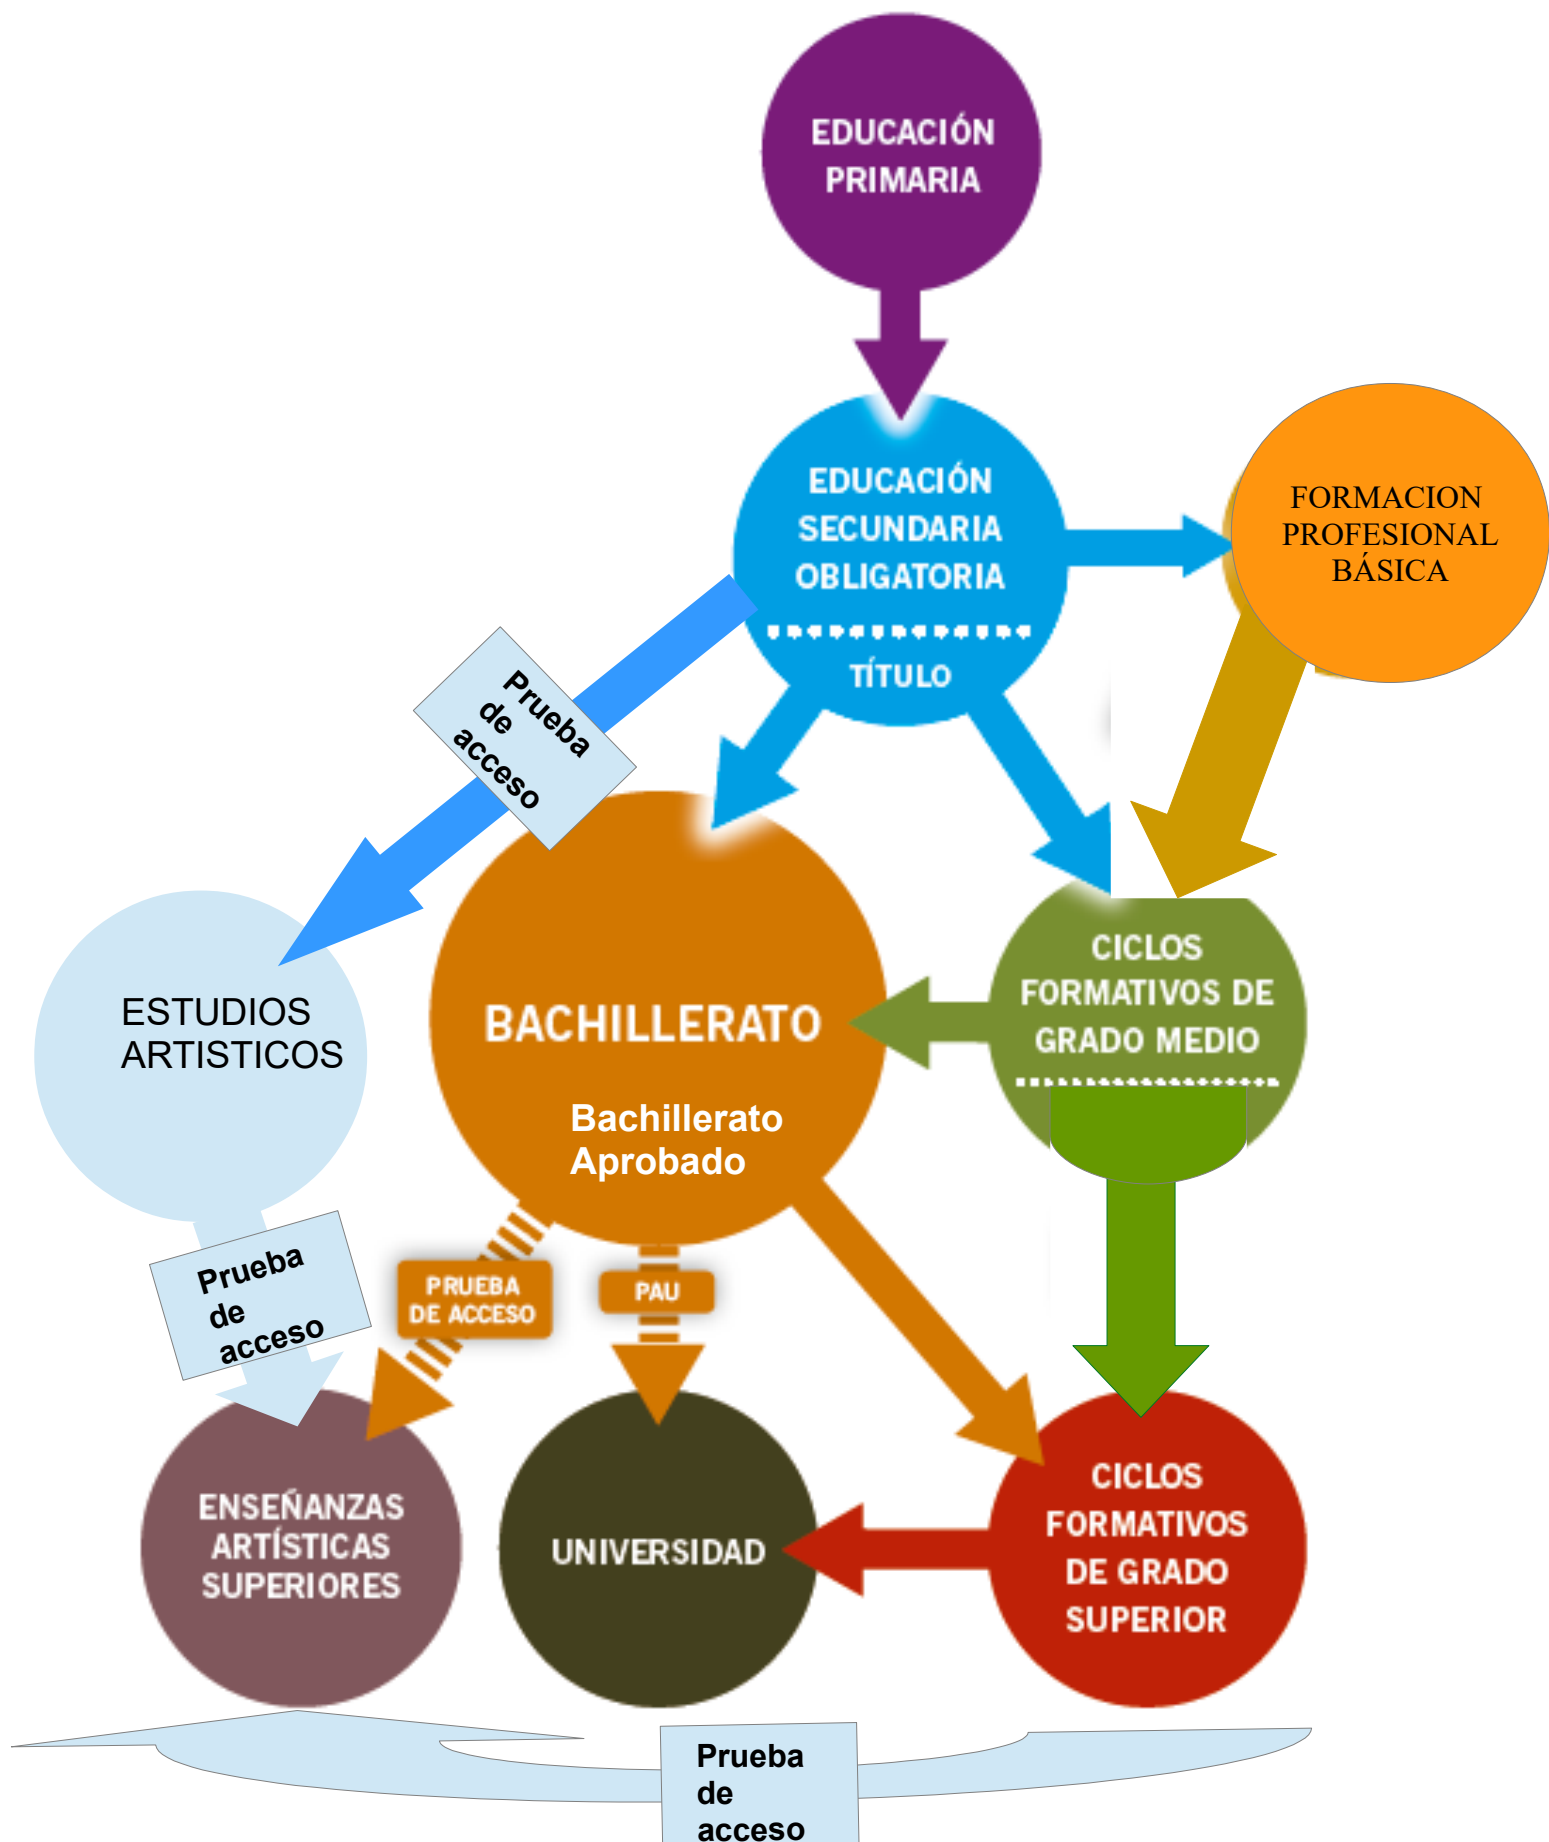 EDUCACIÓN
PRIMARIA
EDUCACIÓN
SECUNDARIA
OBLIGATORIA
TÍTULO
FORMACION
PROFESIONAL
BÁSICA
Prueba
de
acceso
ESTUDIOS
ARTISTICOS
BACHILLERATO
Bachillerato
Aprobado
CICLOS
FORMATIVOS DE
GRADO MEDIO
Prueba
de
acceso
PRUEBA
DE ACCESO
PAU
ENSEÑANZAS
ARTÍSTICAS
SUPERIORES
UNIVERSIDAD
CICLOS
FORMATIVOS
DE GRADO
SUPERIOR
Prueba
de
acceso